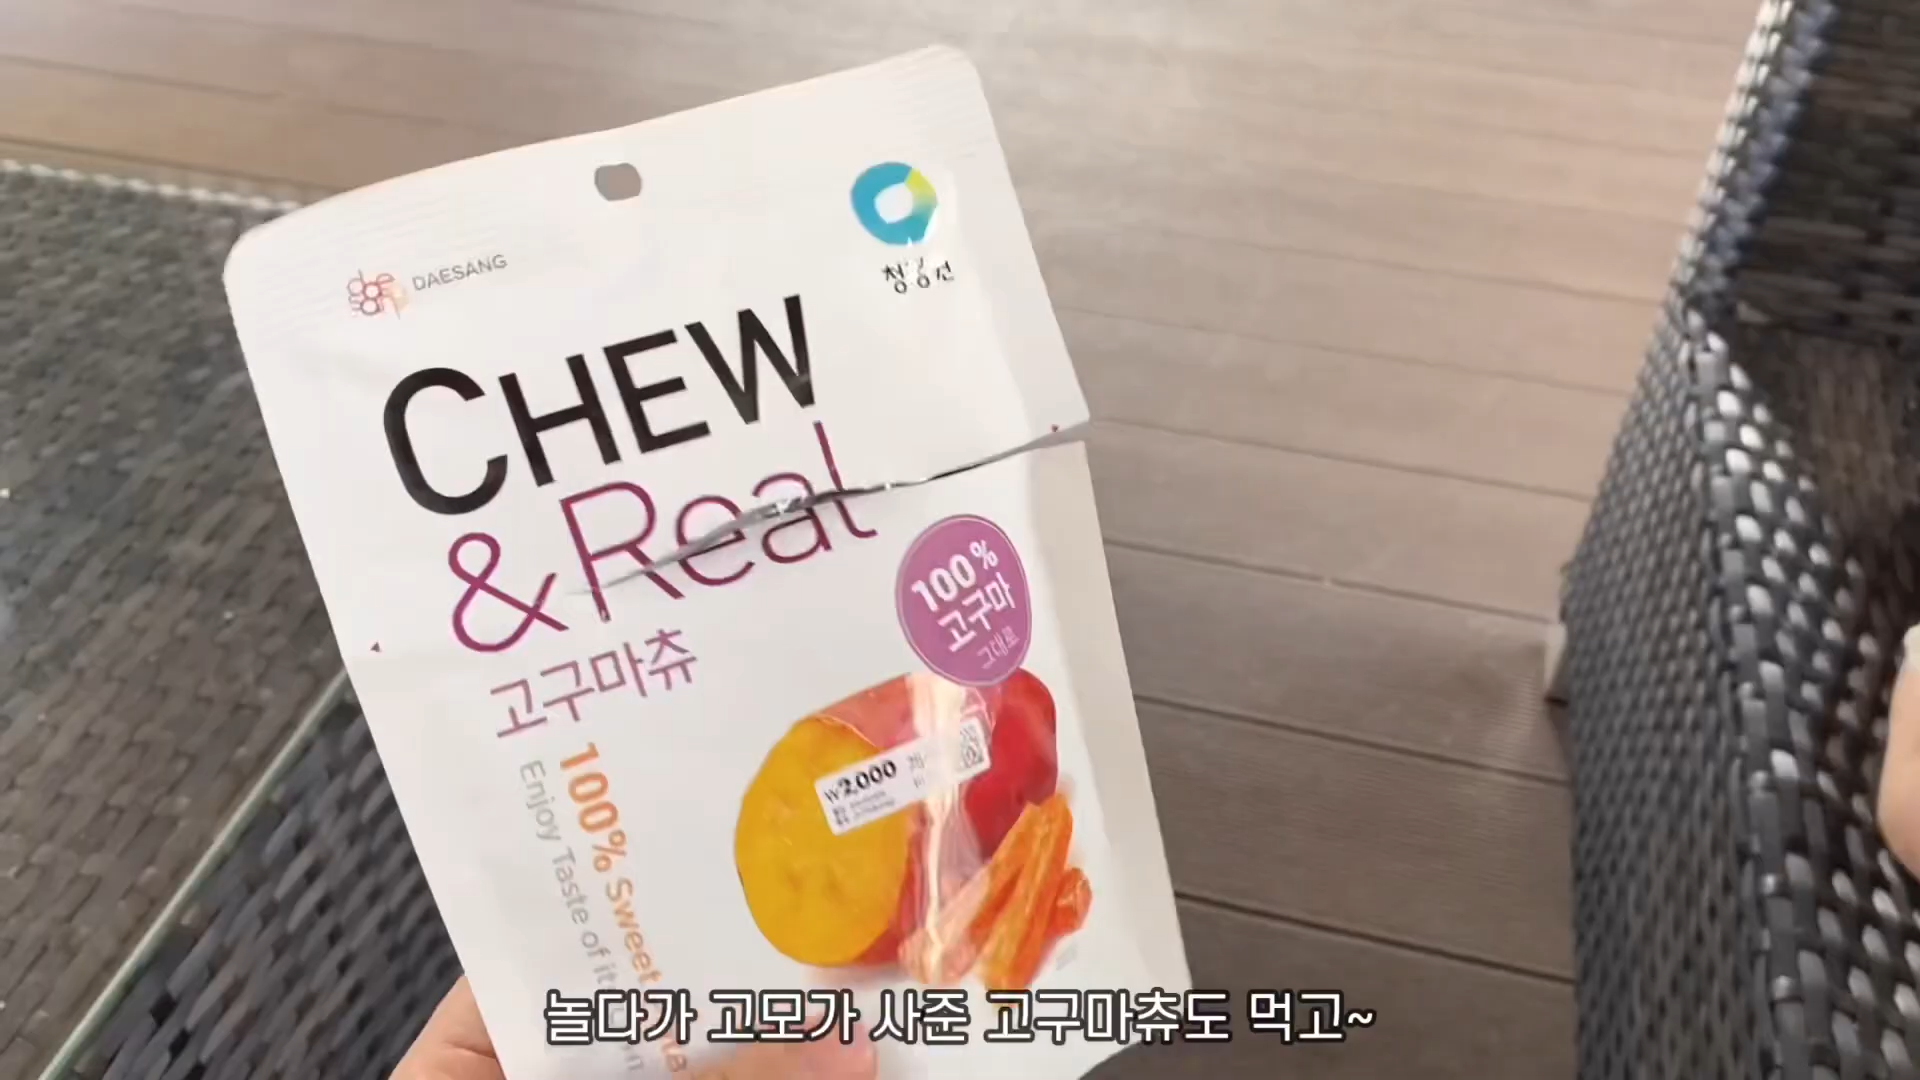 DAESANG
청정원
CHEW
& Real
고구마츄
100%
고구마
그대로
100% Sweet
Enjoy Taste of it
₩2,000
놀다가 고모가 사준 고구마츄도 먹고~